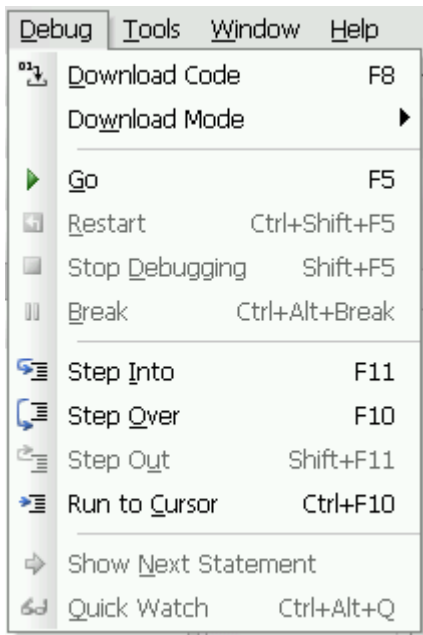 Debug Tools Window Help
Download Code F8
Download Mode
Go F5
Restart Ctrl+Shift+F5
Stop Debugging Shift+F5
Break Ctrl+Alt+Break
Step Into F11
Step Over F10
Step Out Shift+F11
Run to Cursor Ctrl+F10
Show Next Statement
Quick Watch Ctrl+Alt+Q